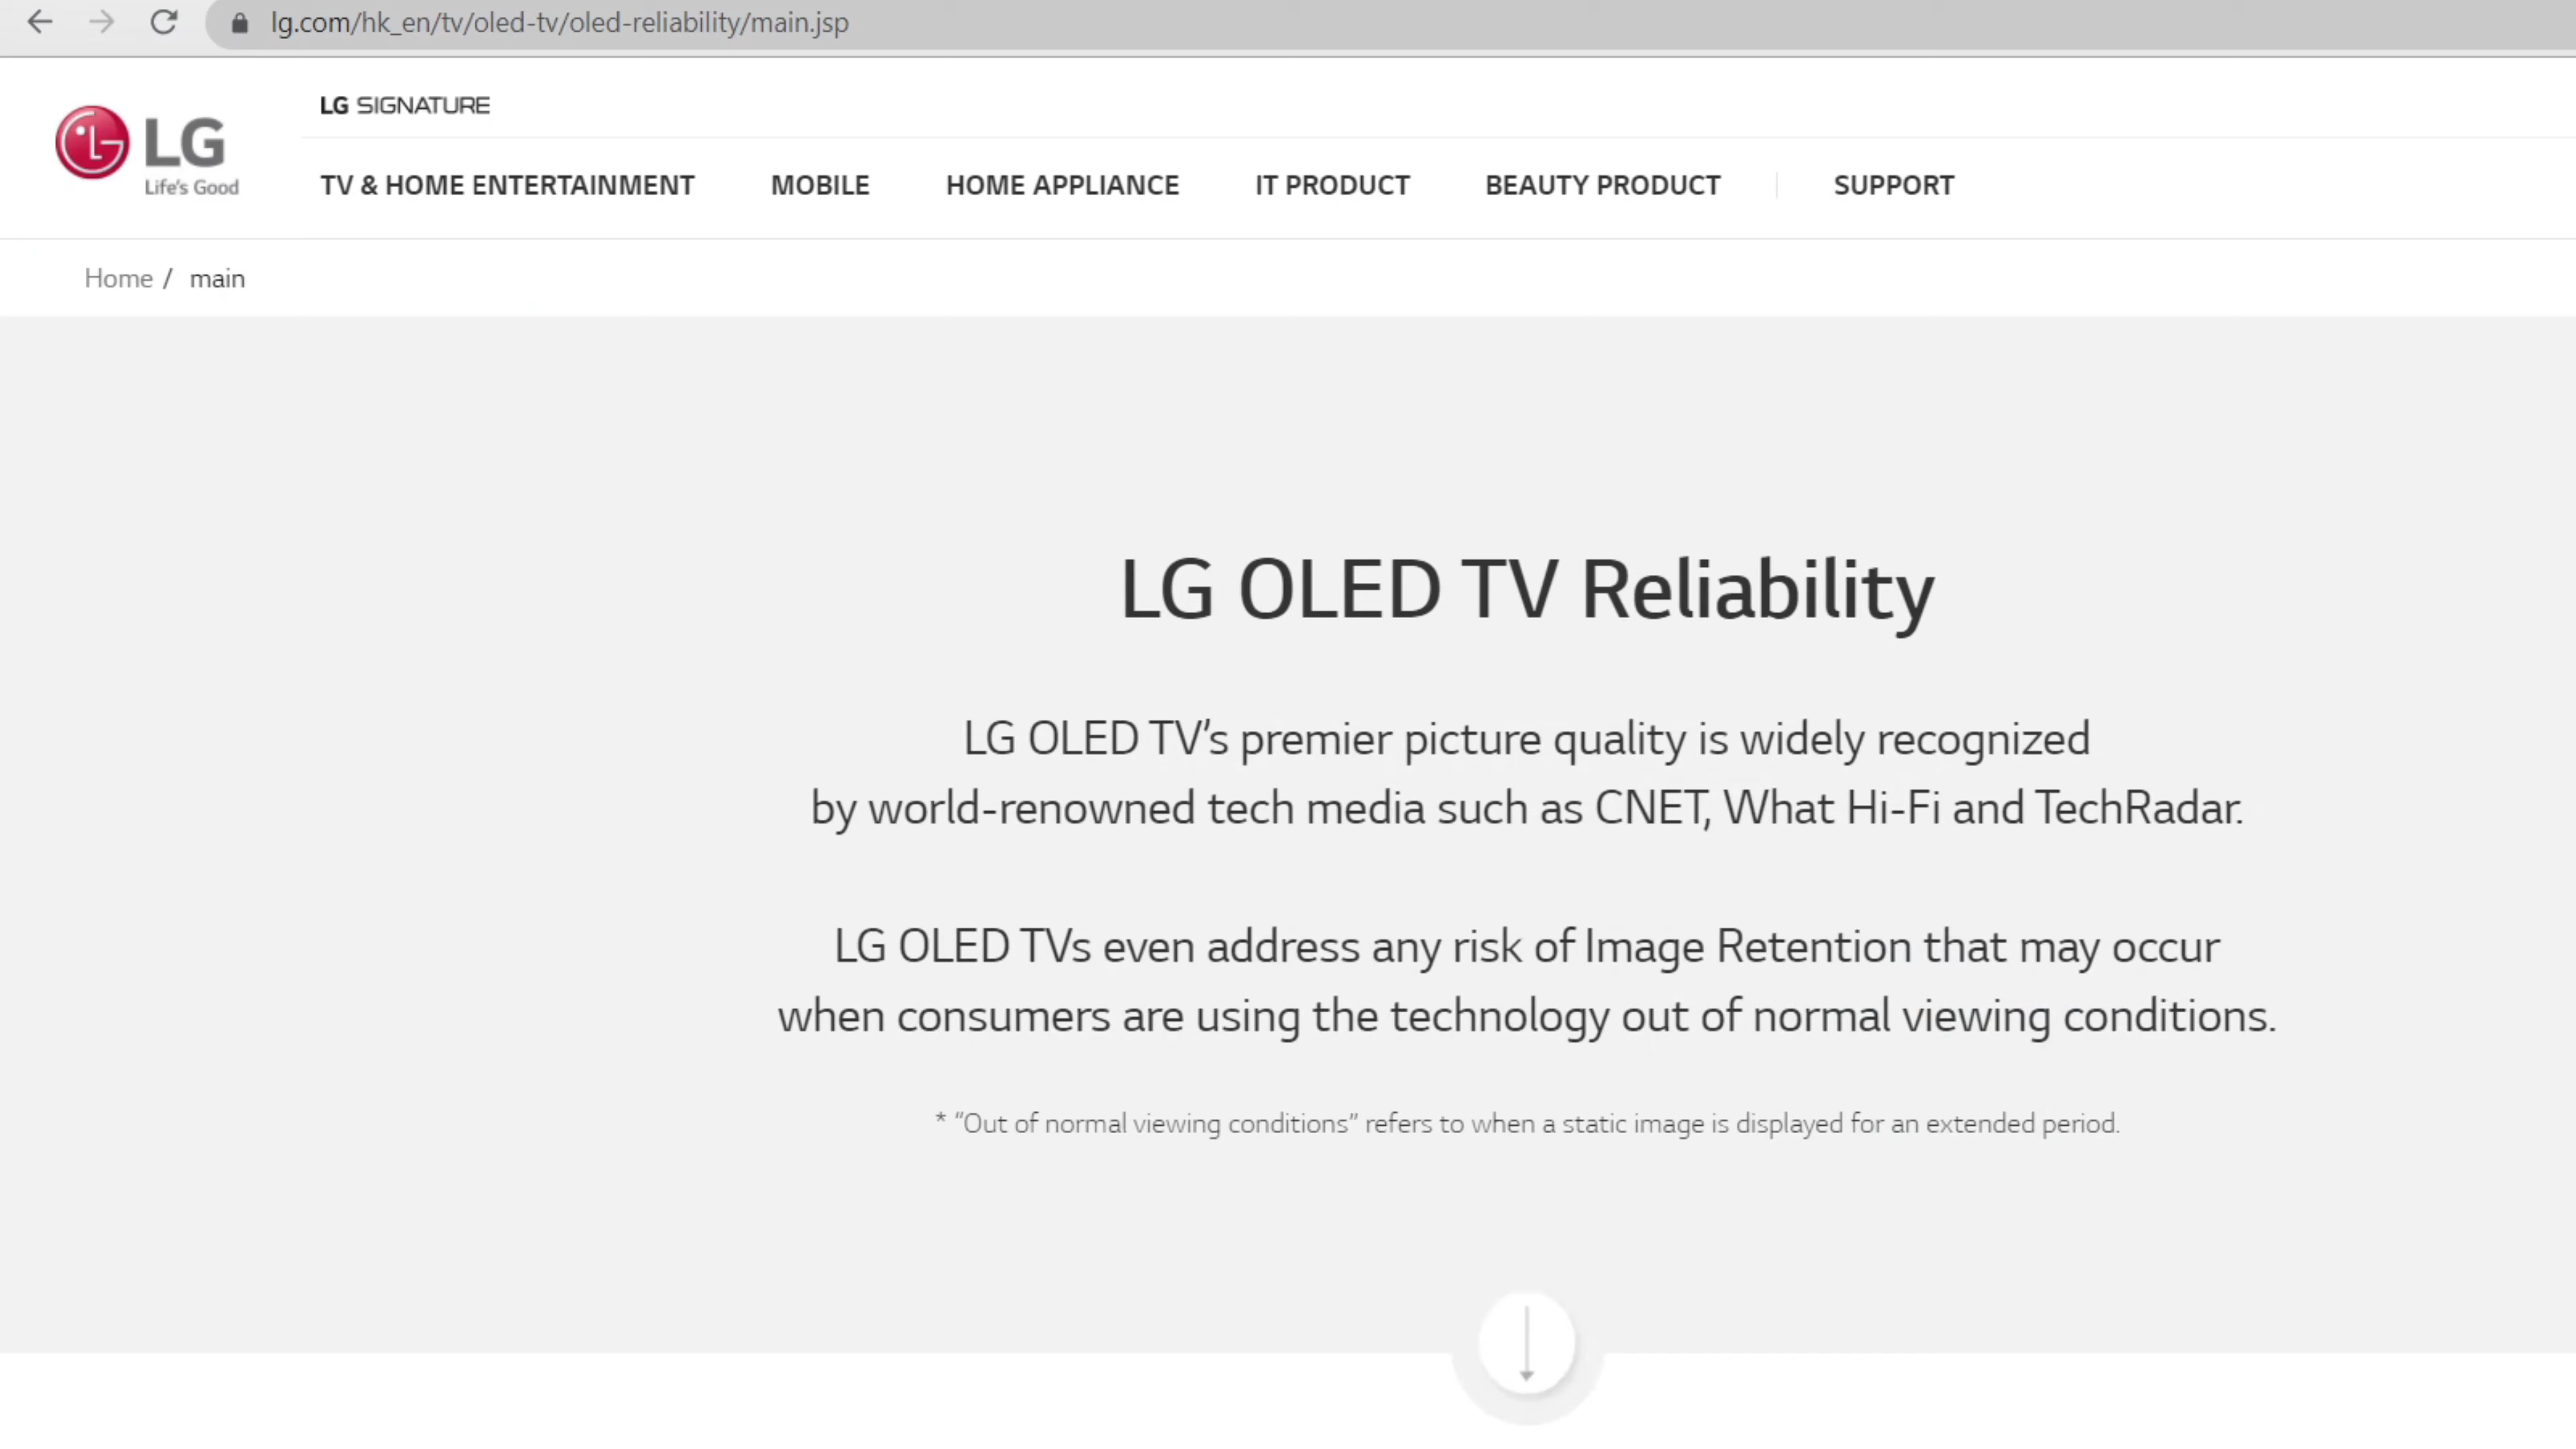 lg.com/hk_en/tv/oled-tv/oled-reliability/main.jsp
LG SIGNATURE
LG
Life's Good
TV & HOME ENTERTAINMENT MOBILE HOME APPLIANCE IT PRODUCT BEAUTY PRODUCT SUPPORT
Home / main
LG OLED TV Reliability
LG OLED TV’s premier picture quality is widely recognized
by world-renowned tech media such as CNET, What Hi-Fi and TechRadar.
LG OLED TVs even address any risk of Image Retention that may occur
when consumers are using the technology out of normal viewing conditions.
* “Out of normal viewing conditions” refers to when a static image is displayed for an extended period.